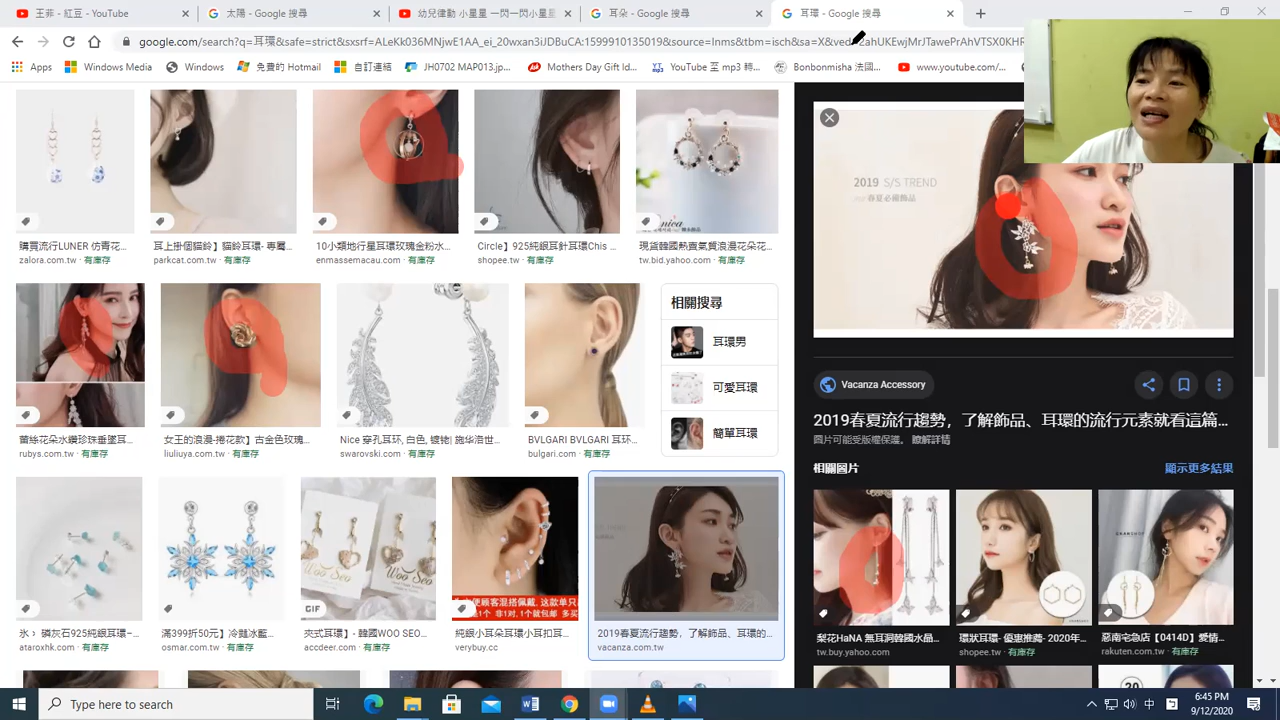 王菲 - 紅豆 - YouTube
太陽 - Google 搜尋
幼兒律動 小星星 一閃一閃小星星
耳朵 - Google 搜尋
耳環 - Google 搜尋
google.com/search?q=耳環&safe=strict&sxsrf=ALeKk036MNjwE1AA_ei_20wxan3iJDBuCA:1599910135019&source=lnms&tbm=isch&sa=X&ved=2ahUKEwjMrJTawePrAhVTSX0KHR
Apps
Windows Media
Windows
免費的 Hotmail
自訂連結
JH0702 MAP013.jp...
Mothers Day Gift Id...
YouTube 至 mp3 轉...
Bonbonmisha 法國...
www.youtube.com/...
2019 S/S TREND
春夏必備飾品
購買流行LUNER 仿青花...
zalora.com.tw · 有庫存
耳上掛個貓鈴】貓鈴耳環- 專屬...
parkcat.com.tw · 有庫存
10小類地行星耳環玫瑰金粉水...
enmassemacau.com · 有庫存
Circle】925純銀耳針耳環Chis ...
shopee.tw · 有庫存
現貨韓國熱賣氣質浪漫花朵花...
tw.bid.yahoo.com · 有庫存
相關搜尋
耳環男
可愛耳環
簡單耳環
蕾絲花朵水鑽珍珠垂墜耳...
rubys.com.tw · 有庫存
女王的浪漫-捲花款】古金色玫瑰...
liuliuya.com.tw · 有庫存
Nice 穿孔耳环, 白色, 镀铑| 施华洛世...
swarovski.com · 有庫存
BVLGARI BVLGARI 耳环...
bulgari.com · 有庫存
Vacanza Accessory
2019春夏流行趨勢，了解飾品、耳環的流行元素就看這篇...
圖片可能受版權保護。 瞭解詳情
相關圖片
顯示更多結果
Woo Seo
Woo Seo
GIF
氷冫磷灰石925純銀耳環–...
ataroxhk.com · 有庫存
滿399折50元】冷豔冰藍...
osmar.com.tw · 有庫存
夾式耳環】- 韓國WOO SEO...
accdeer.com · 有庫存
純銀小耳朵耳環小耳扣耳...
verybuy.cc
2019春夏流行趨勢，了解飾品、耳環的...
vacanza.com.tw
梨花HaNA 無耳洞韓國水晶...
tw.buy.yahoo.com
環狀耳環- 優惠推薦- 2020年...
shopee.tw · 有庫存
惡南宅急店【0414D】愛情...
rakuten.com.tw · 有庫存
Type here to search
中
6:45 PM
9/12/2020